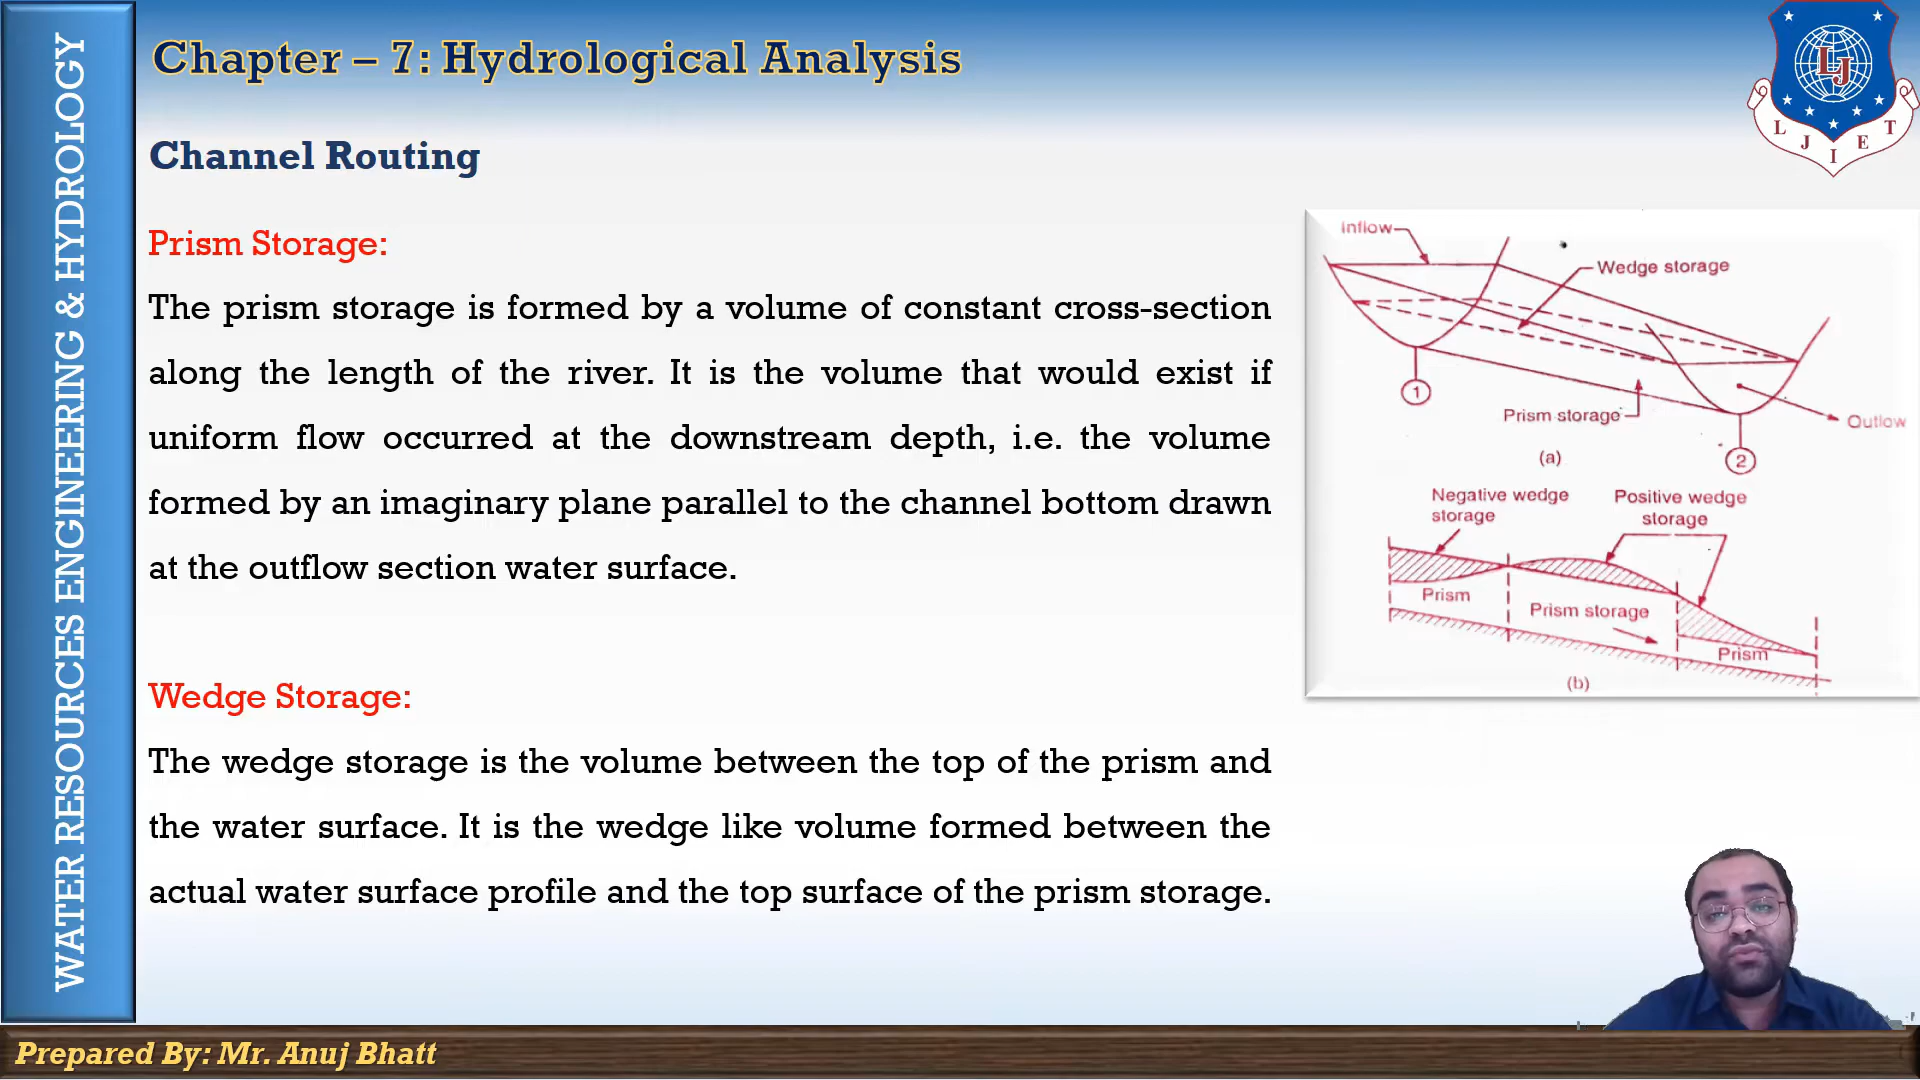 WATER RESOURCES ENGINEERING & HYDROLOGY
Chapter – 7: Hydrological Analysis
L
J
I
E
T
LJ
Channel Routing
Prism Storage:
The prism storage is formed by a volume of constant cross-section
along the length of the river. It is the volume that would exist if
uniform flow occurred at the downstream depth, i.e. the volume
formed by an imaginary plane parallel to the channel bottom drawn
at the outflow section water surface.
Wedge Storage:
The wedge storage is the volume between the top of the prism and
the water surface. It is the wedge like volume formed between the
actual water surface profile and the top surface of the prism storage.
Inflow
Wedge storage
1
Prism storage
Outflow
2
(a)
Negative wedge
storage
Positive wedge
storage
Prism
Prism storage
Prism
(b)
Prepared By: Mr. Anuj Bhatt